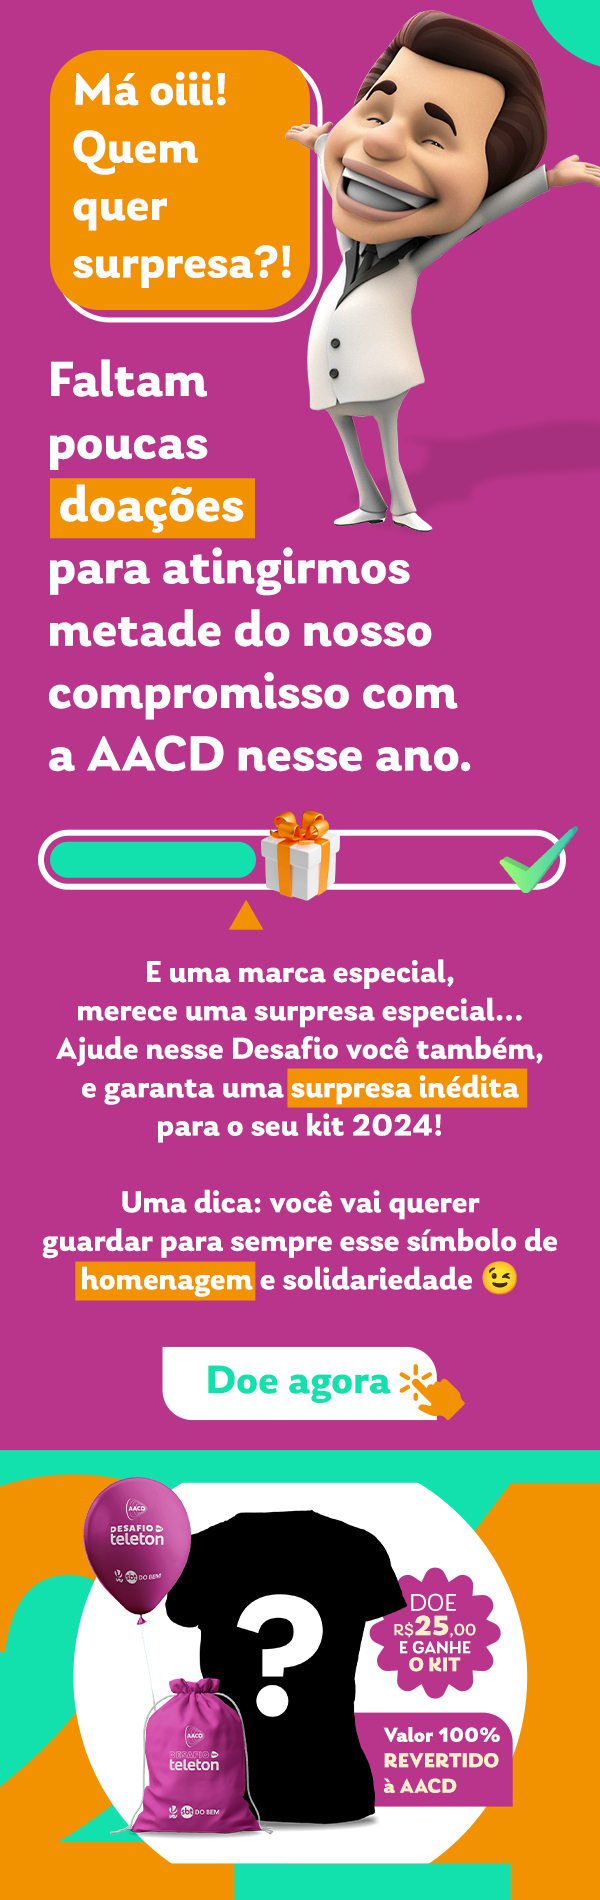 Má oiii!
Quem
quer
surpresa?!
Faltam
poucas
doações
para atingirmos
metade do nosso
compromisso com
a AACD nesse ano.
E uma marca especial,
merece uma surpresa especial...
Ajude nesse Desafio você também,
e garanta uma surpresa inédita
para o seu kit 2024!
Uma dica: você vai querer
guardar para sempre esse símbolo de
homenagem e solidariedade 😉
Doe agora
AACD
DESAFIO
teleton
sbt DO BEM
?
DOE
R$25,00
E GANHE
O KIT
AACD
DESAFIO
teleton
sbt DO BEM
Valor 100%
REVERTIDO
à AACD